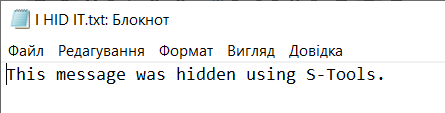 I HID IT.txt: Блокнот
Файл Редагування Формат Вигляд Довідка
This message was hidden using S-Tools.